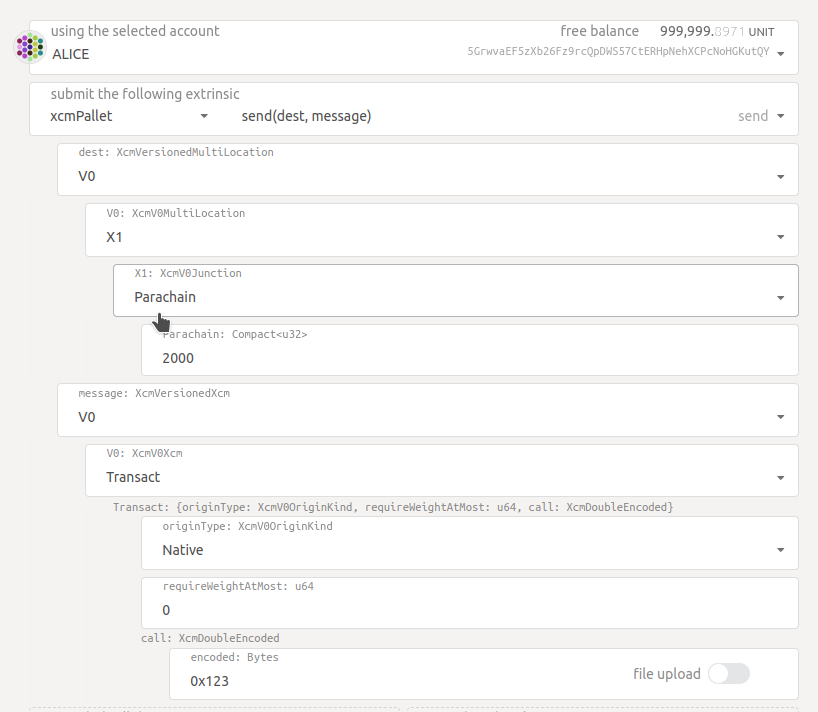 using the selected account
free balance 999,999.8971 UNIT
ALICE
5GrwvaEF5zXb26Fz9rcQpDWS57CtERHpNehXCPcNoHGKutQY
submit the following extrinsic
xcmPallet send(dest, message) send
dest: XcmVersionedMultiLocation
V0
V0: XcmV0MultiLocation
X1
X1: XcmV0Junction
Parachain
Parachain: Compact<u32>
2000
message: XcmVersionedXcm
V0
V0: XcmV0Xcm
Transact
Transact: {originType: XcmV0OriginKind, requireWeightAtMost: u64, call: XcmDoubleEncoded}
originType: XcmV0OriginKind
Native
requireWeightAtMost: u64
0
call: XcmDoubleEncoded
encoded: Bytes
0x123
file upload